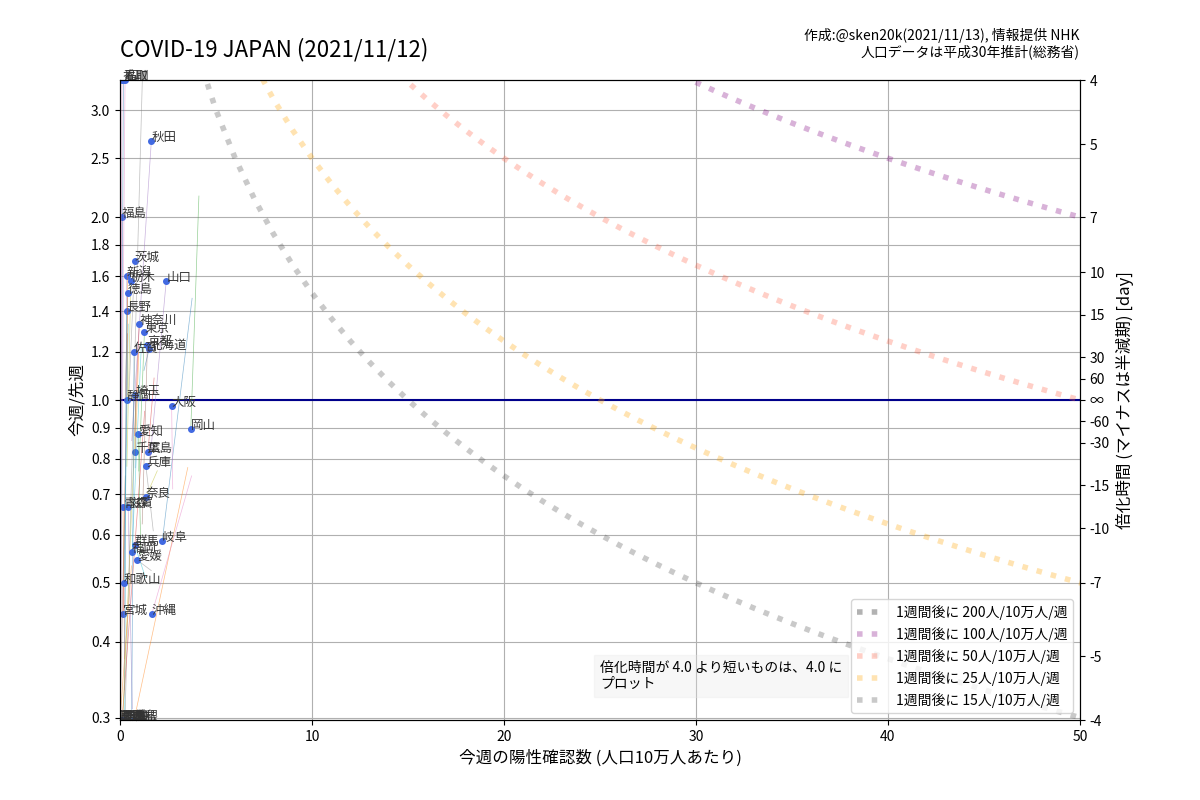 COVID-19 JAPAN (2021/11/12)
作成:@sken20k(2021/11/13), 情報提供 NHK
人口データは平成30年推計(総務省)
今週/先週
3.0
2.5
2.0
1.8
1.6
1.4
1.2
1.0
0.9
0.8
0.7
0.6
0.5
0.4
0.3
秋田
福島
茨城
新潟
栃木
山口
徳島
長野
神奈川
東京
京都
北海道
佐賀
埼玉
大阪
岡山
愛知
千葉
広島
兵庫
奈良
滋賀
群馬
岐阜
愛媛
和歌山
宮城
沖縄
倍化時間が 4.0 より短いものは、4.0 に
プロット
1週間後に 200人/10万人/週
1週間後に 100人/10万人/週
1週間後に 50人/10万人/週
1週間後に 25人/10万人/週
1週間後に 15人/10万人/週
4
5
7
10
15
30
60
∞
-60
-30
-15
-10
-7
-5
-4
倍化時間 (マイナスは半減期) [day]
0
10
20
30
40
50
今週の陽性確認数 (人口10万人あたり)